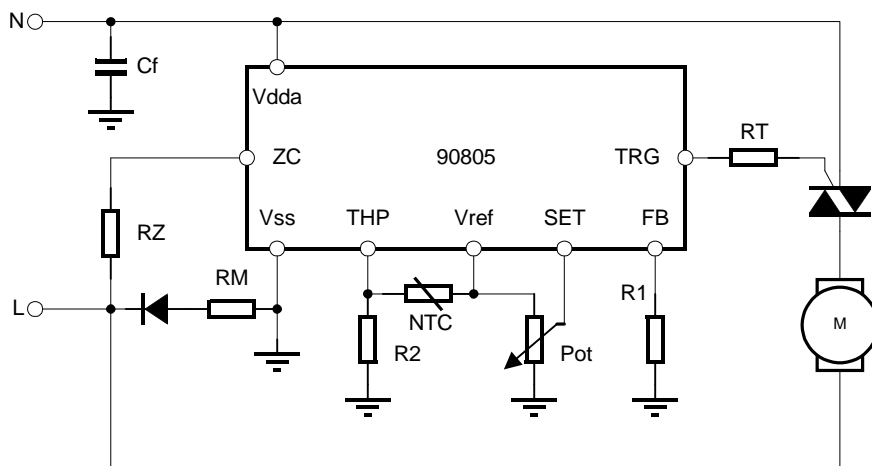 N
Cf
Vdda
ZC
90805
TRG
RT
Vss
THP
Vref
SET
FB
RZ
RM
L
NTC
R1
R2
Pot
M